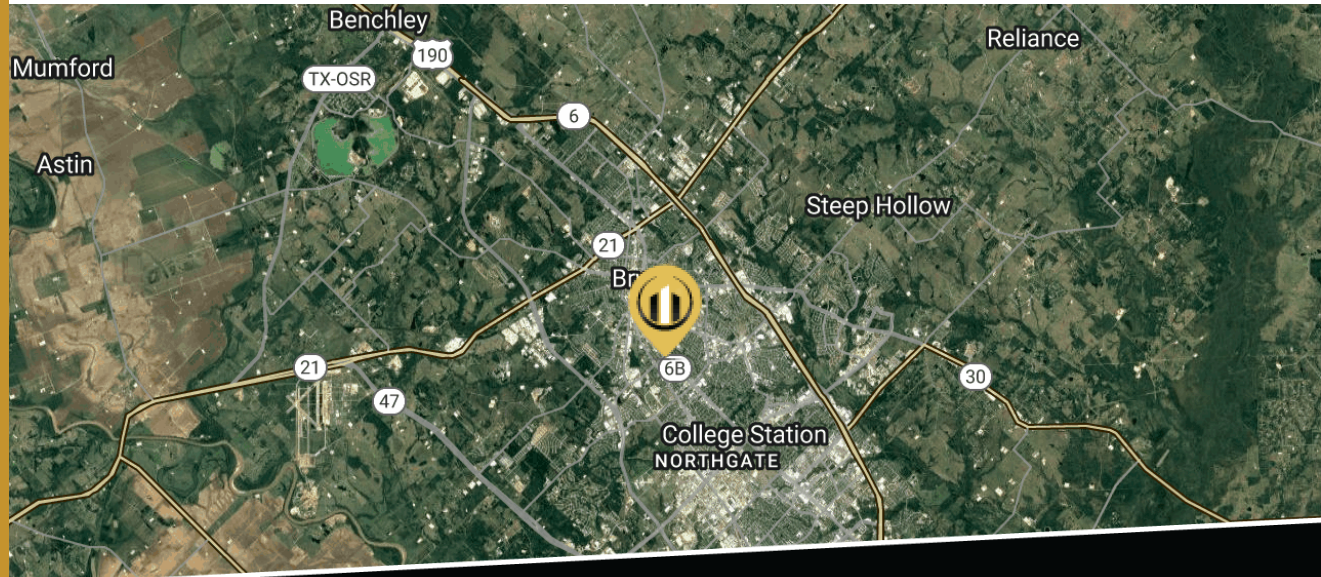 Benchley
Reliance
190
Mumford
TX-OSR
6
Astin
Steep Hollow
21
21
6B
30
47
College Station
NORTHGATE